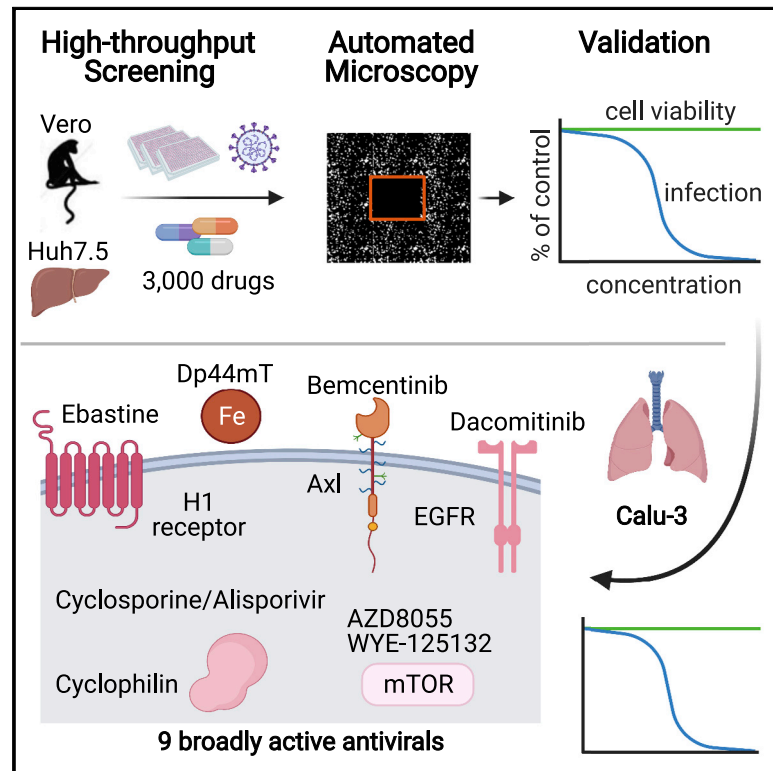 High-throughput
Screening
Automated
Microscopy
Validation
Vero
Huh7.5
3,000 drugs
% of control
cell viability
infection
concentration
Dp44mT
Fe
Ebastine
H1
receptor
Bemcentinib
Axl
Dacomitinib
EGFR
Calu-3
Cyclosporine/Alisporivir
Cyclophilin
AZD8055
WYE-125132
mTOR
9 broadly active antivirals